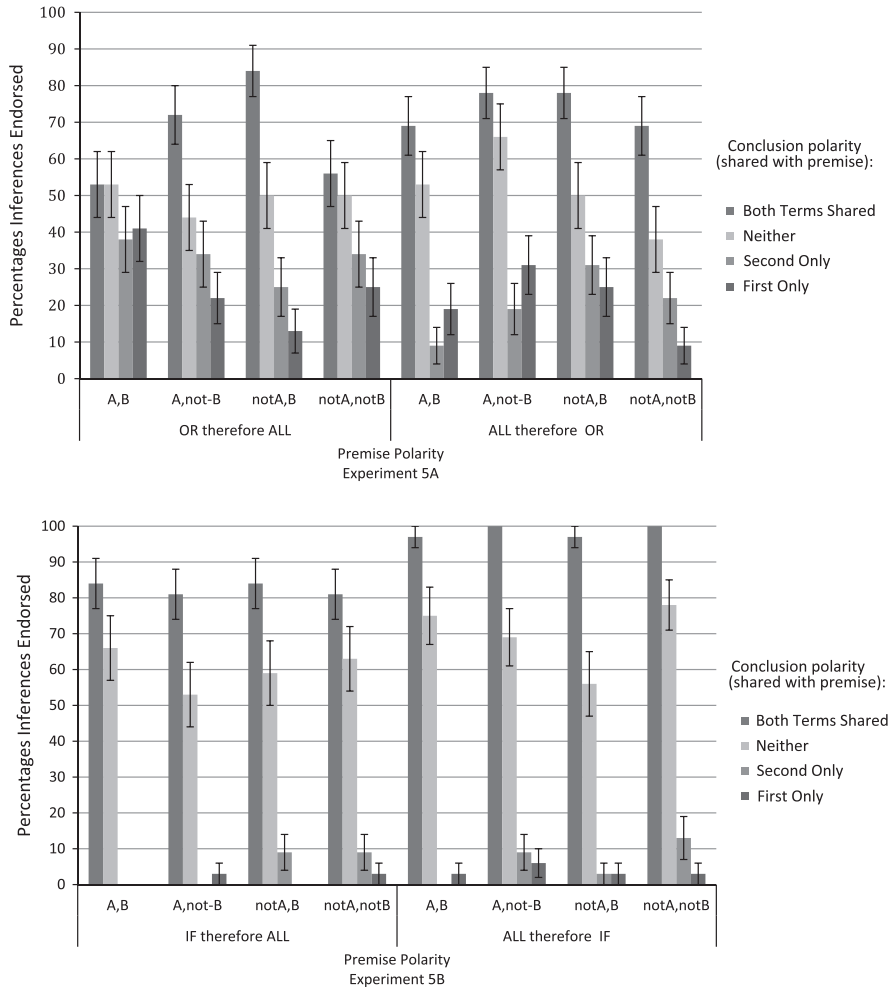 100
90
80
70
60
50
40
30
20
10
0
Percentages Inferences Endorsed
A,B A,not-B notA,B notA,notB A,B A,not-B notA,B notA,notB
OR therefore ALL ALL therefore OR
Premise Polarity
Experiment 5A
Conclusion polarity
(shared with premise):
Both Terms Shared
Neither
Second Only
First Only
100
90
80
70
60
50
40
30
20
10
0
Percentages Inferences Endorsed
A,B A,not-B notA,B notA,notB A,B A,not-B notA,B notA,notB
IF therefore ALL ALL therefore IF
Premise Polarity
Experiment 5B
Conclusion polarity
(shared with premise):
Both Terms Shared
Neither
Second Only
First Only